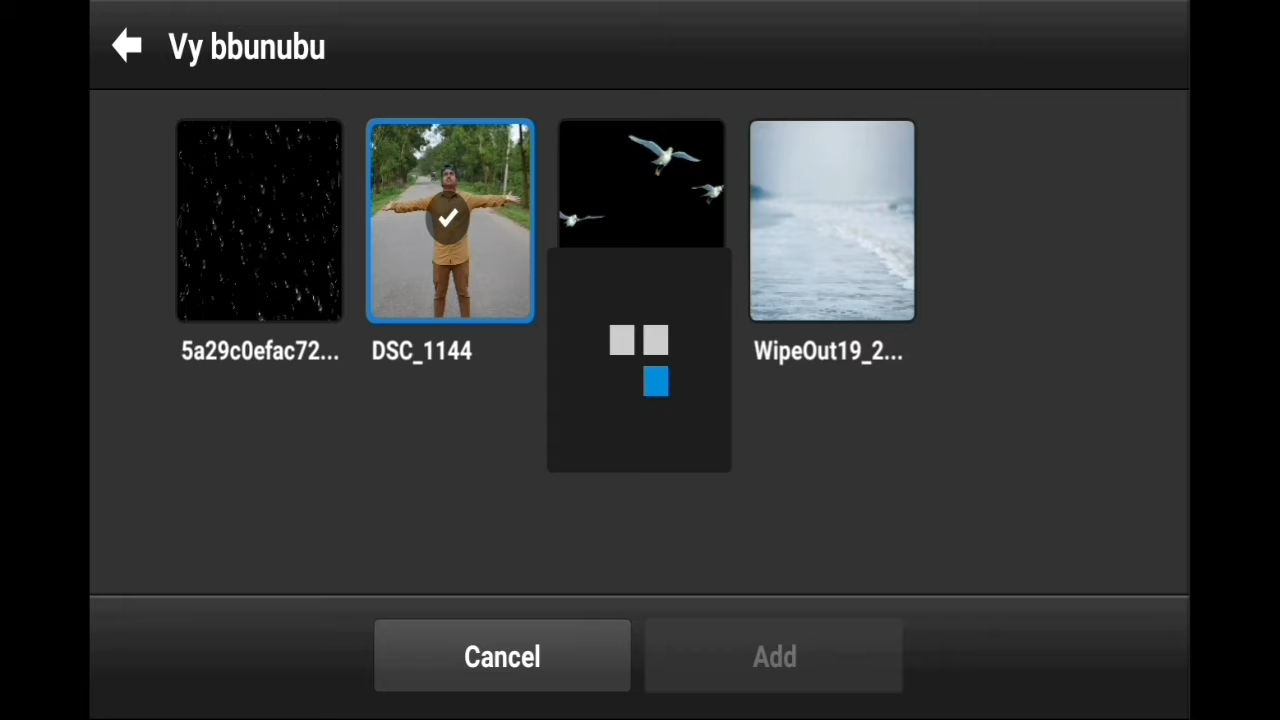 Vy bbunubu
5a29c0efac72...
DSC_1144
WipeOut19_2...
Cancel
Add